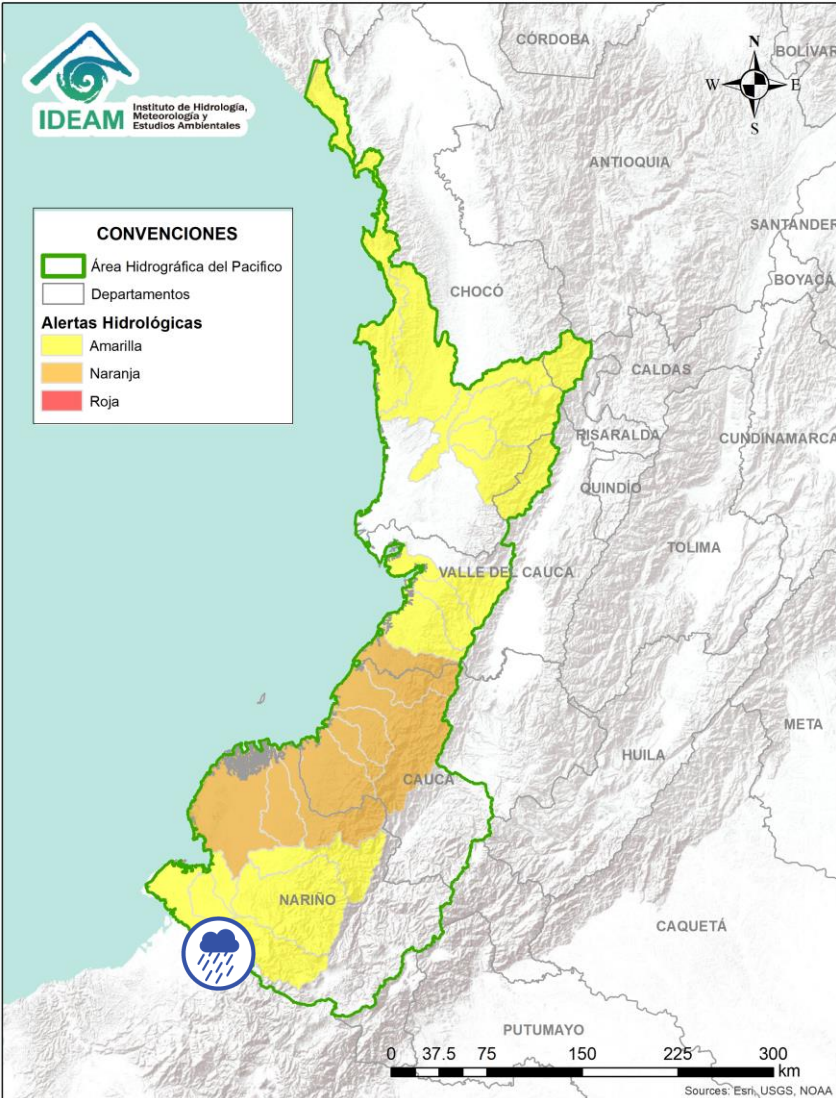 IDEAM
Instituto de Hidrología,
Meteorología y
Estudios Ambientales
CÓRDOBA
BOLÍVAR
N
W
E
S
ANTIOQUIA
SANTANDER
BOYACÁ
CONVENCIONES
Área Hidrográfica del Pacifico
Departamentos
Alertas Hidrológicas
Amarilla
Naranja
Roja
CHOCÓ
CALDAS
RISARALDA
CUNDINAMARCA
QUINDÍO
TOLIMA
VALLE DEL CAUCA
META
HUILA
CAUCA
NARIÑO
CAQUETÁ
PUTUMAYO
0 37.5 75 150 225 300
km
Sources: Esri, USGS, NOAA